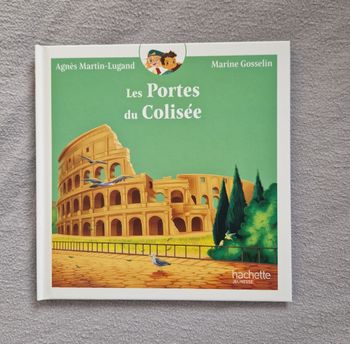 Agnès Martin-Lugand Marine Gosselin
Les Portes
du Colisée
hachette
JEUNESSE